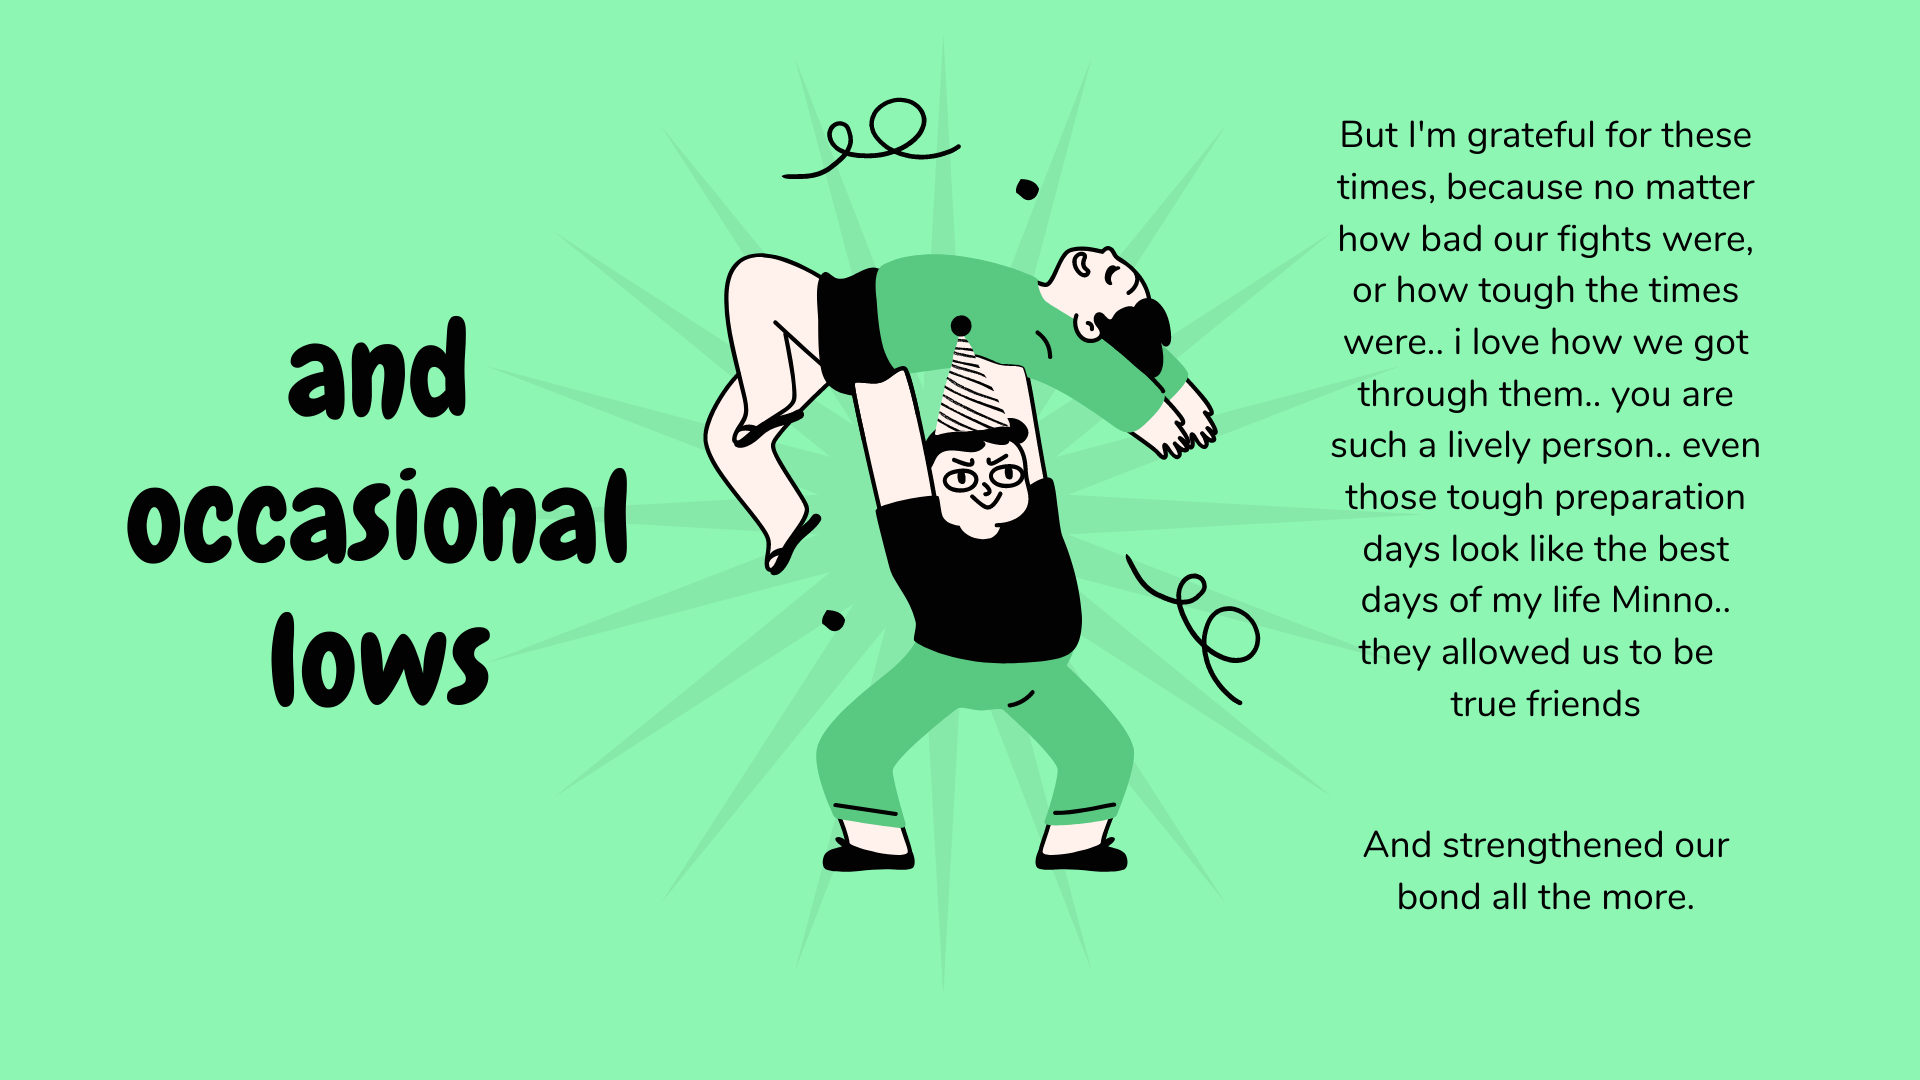 and
occasional
lows
But I'm grateful for these
times, because no matter
how bad our fights were,
or how tough the times
were.. i love how we got
through them.. you are
such a lively person.. even
those tough preparation
days look like the best
days of my life Minno..
they allowed us to be
true friends
And strengthened our
bond all the more.